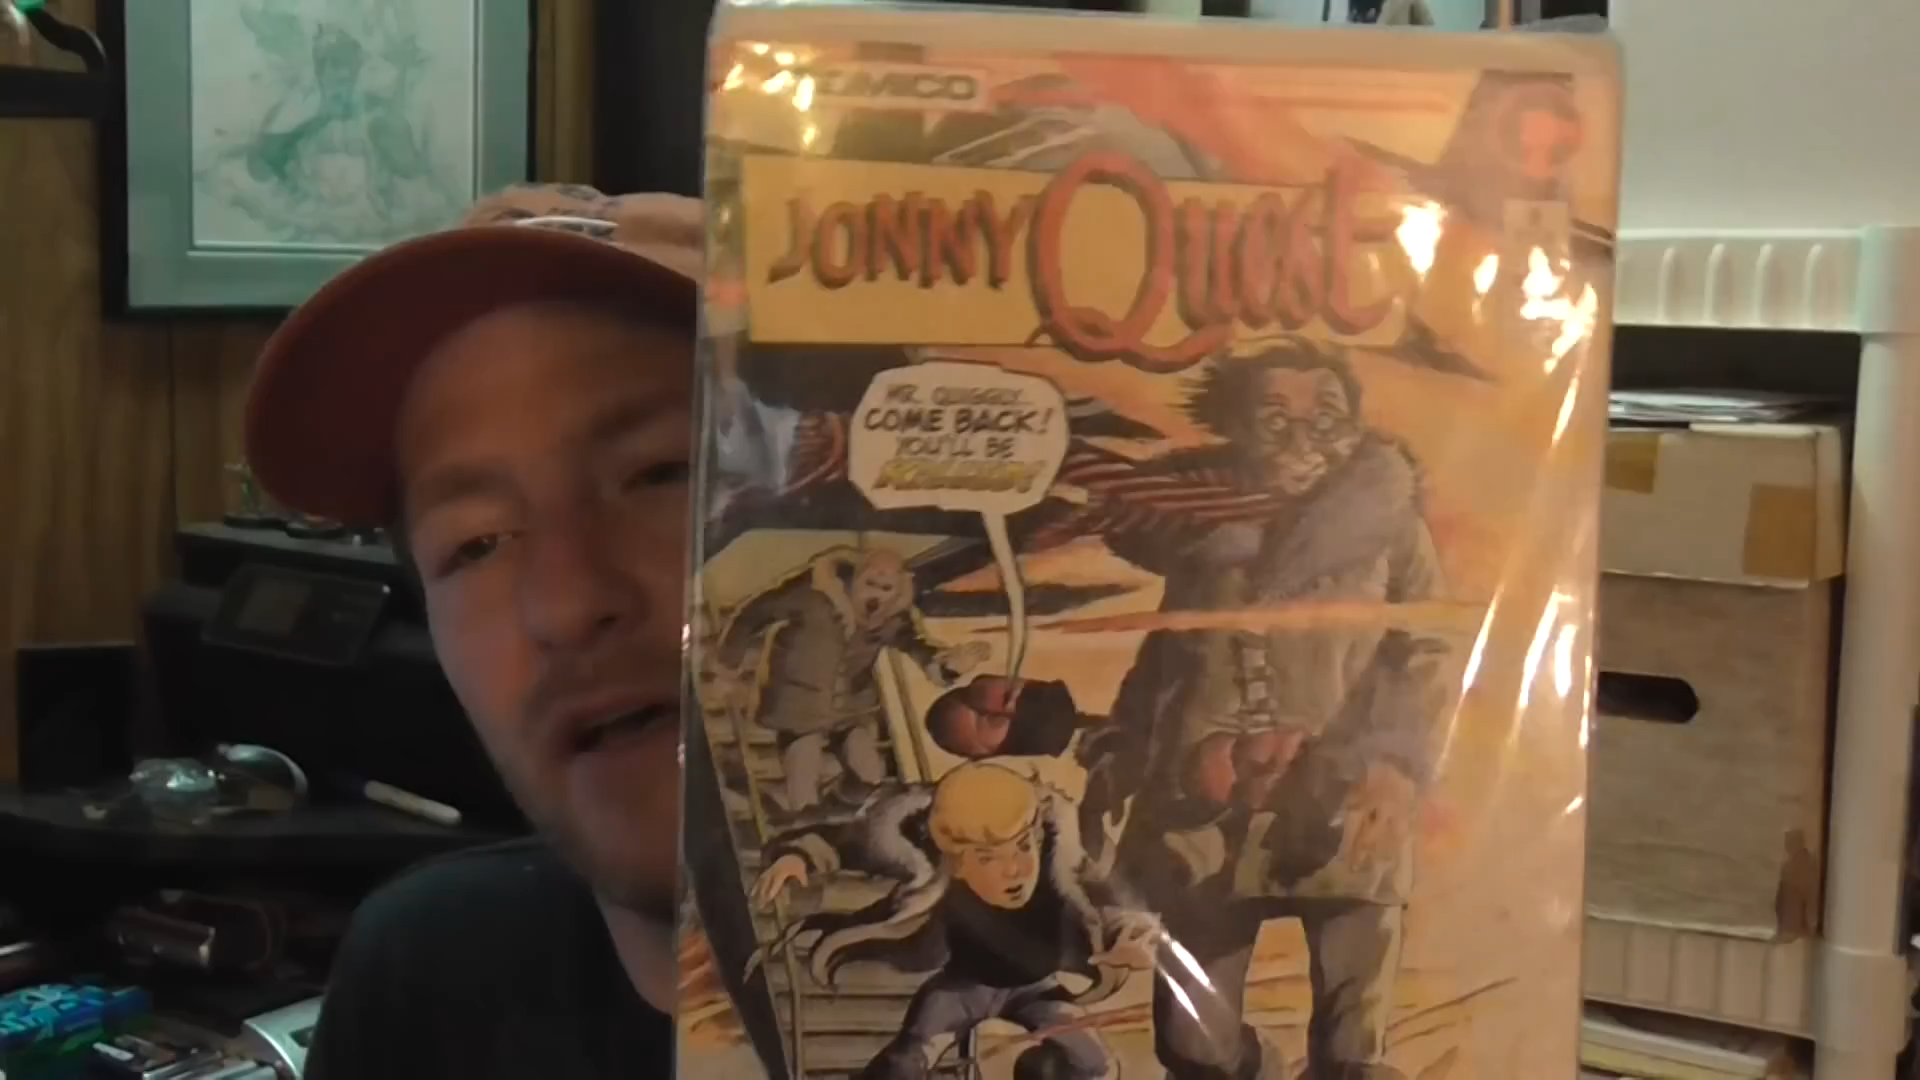 COMICO
JONNY QUEST
MR. QUIGGLY,
COME BACK!
YOU'LL BE